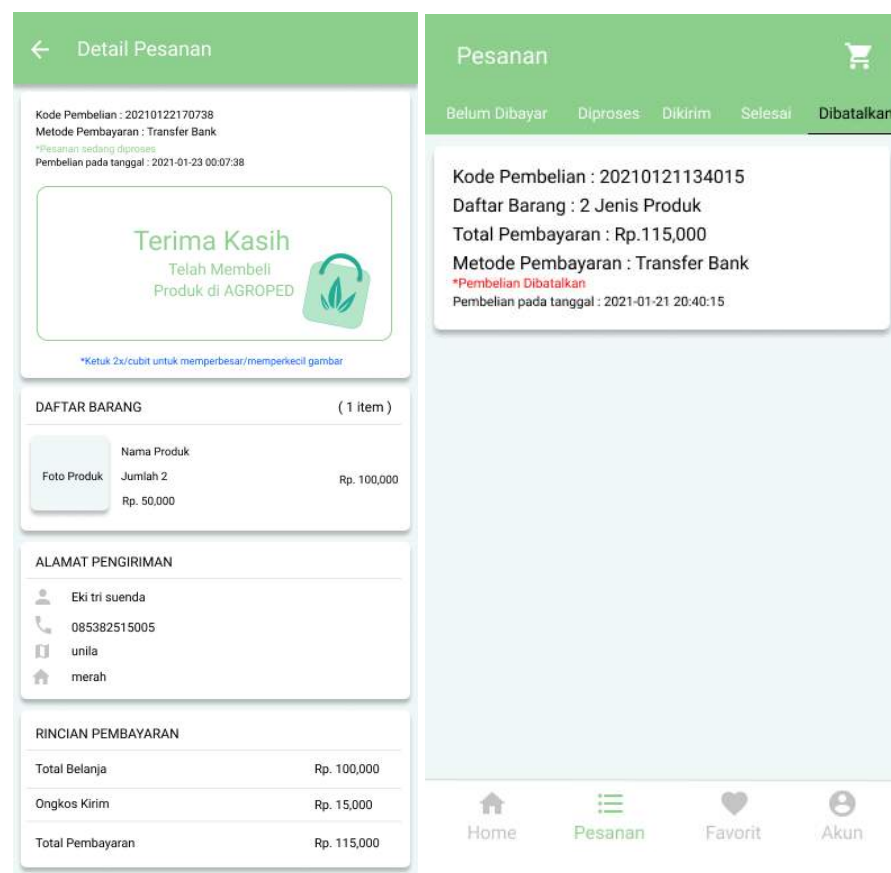 Detail Pesanan
Kode Pembelian : 20210122170738
Metode Pembayaran : Transfer Bank
*Pesanan sedang diproses
Pembelian pada tanggal : 2021-01-23 00:07:38
Terima Kasih
Telah Membeli
Produk di AGROPED
*Ketuk 2x/cubit untuk memperbesar/memperkecil gambar
DAFTAR BARANG ( 1 item )
Foto Produk
Nama Produk
Jumlah 2
Rp. 100,000
Rp. 50,000
ALAMAT PENGIRIMAN
Eki tri suenda
085382515005
unila
merah
RINCIAN PEMBAYARAN
Total Belanja Rp. 100,000
Ongkos Kirim Rp. 15,000
Total Pembayaran Rp. 115,000
Pesanan
Belum Dibayar Diproses Dikirim Selesai Dibatalkan
Kode Pembelian : 20210121134015
Daftar Barang : 2 Jenis Produk
Total Pembayaran : Rp.115,000
Metode Pembayaran : Transfer Bank
*Pembelian Dibatalkan
Pembelian pada tanggal : 2021-01-21 20:40:15
Home Pesanan Favorit Akun